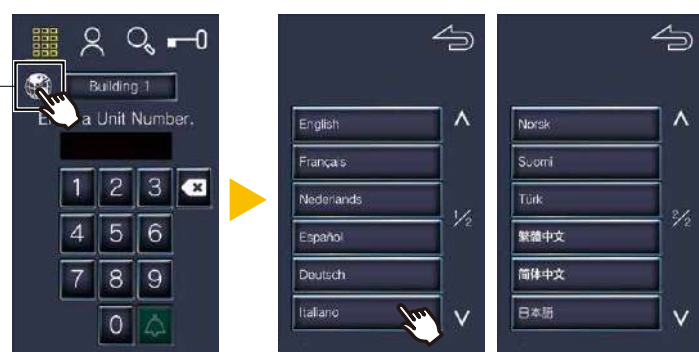 Building 1
a Unit Number.
1 2 3
4 5 6
7 8 9
0
English
Français
Nederlands
Español
Deutsch
Italiano
1/2
Norsk
Suomi
Türk
繁體中文
简体中文
日本語
2/2